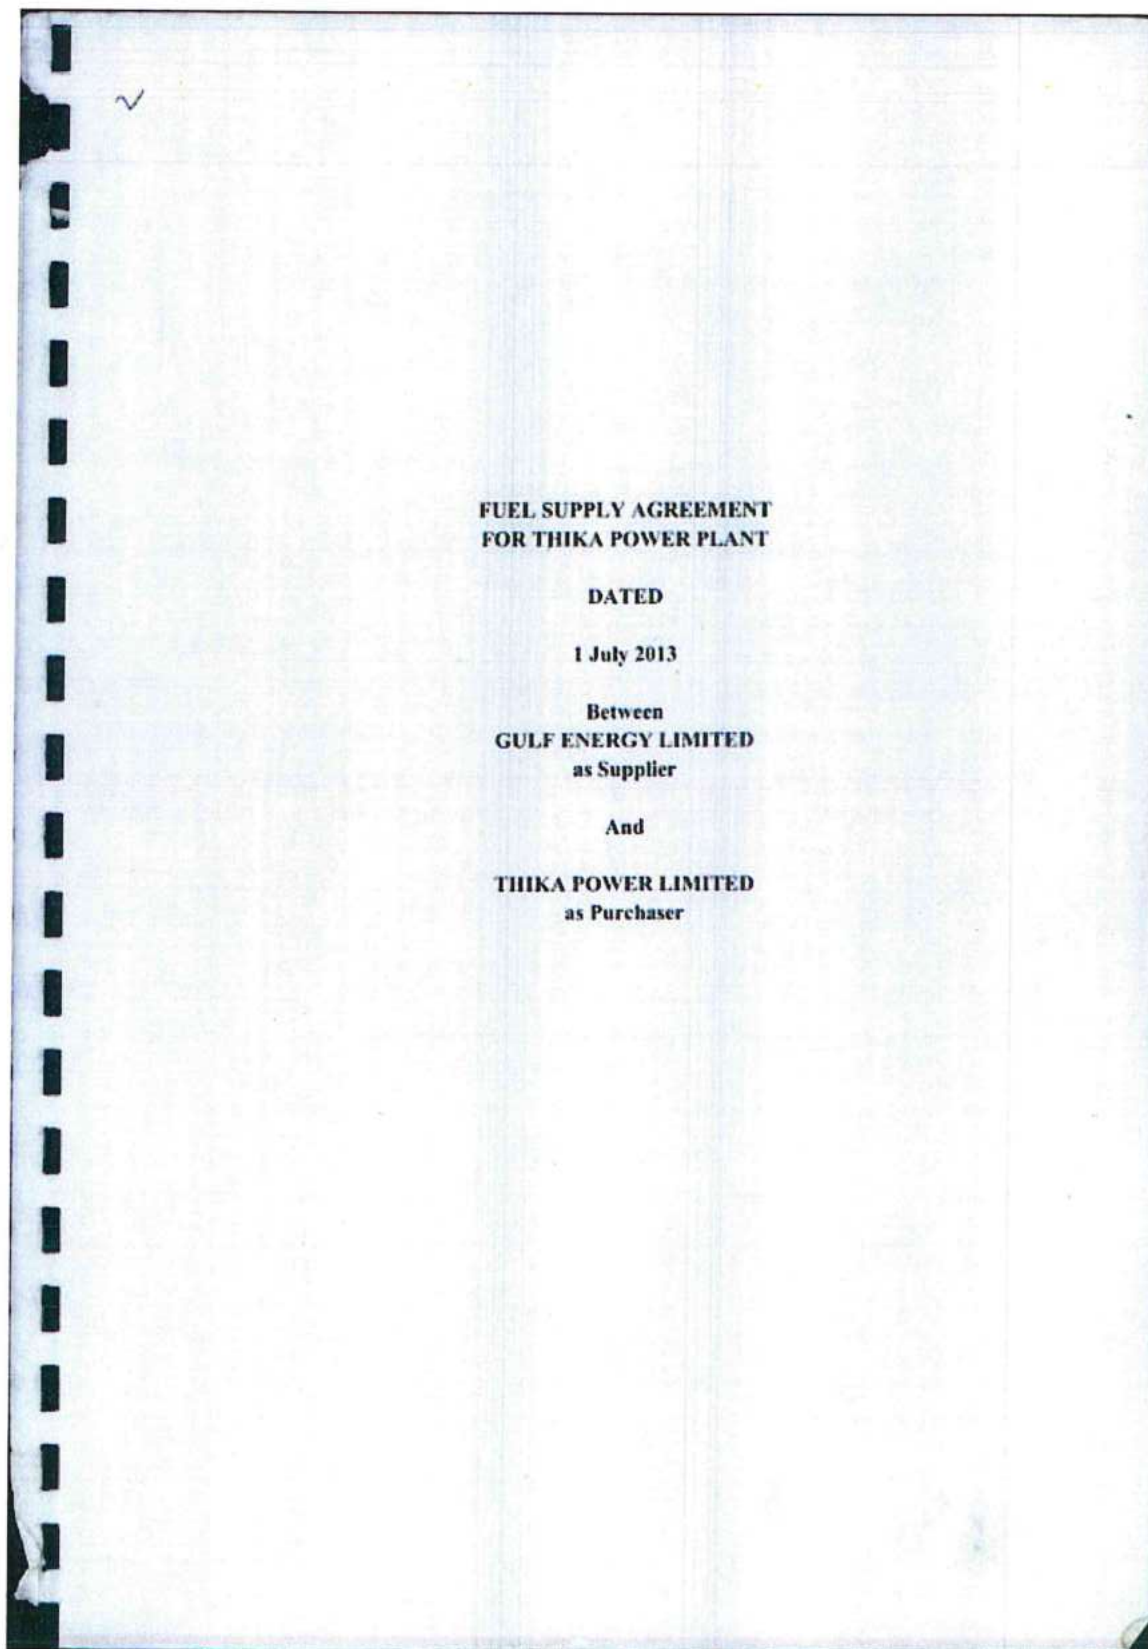 FUEL SUPPLY AGREEMENT
FOR THIKA POWER PLANT
DATED
1 July 2013
Between
GULF ENERGY LIMITED
as Supplier
And
THIKA POWER LIMITED
as Purchaser